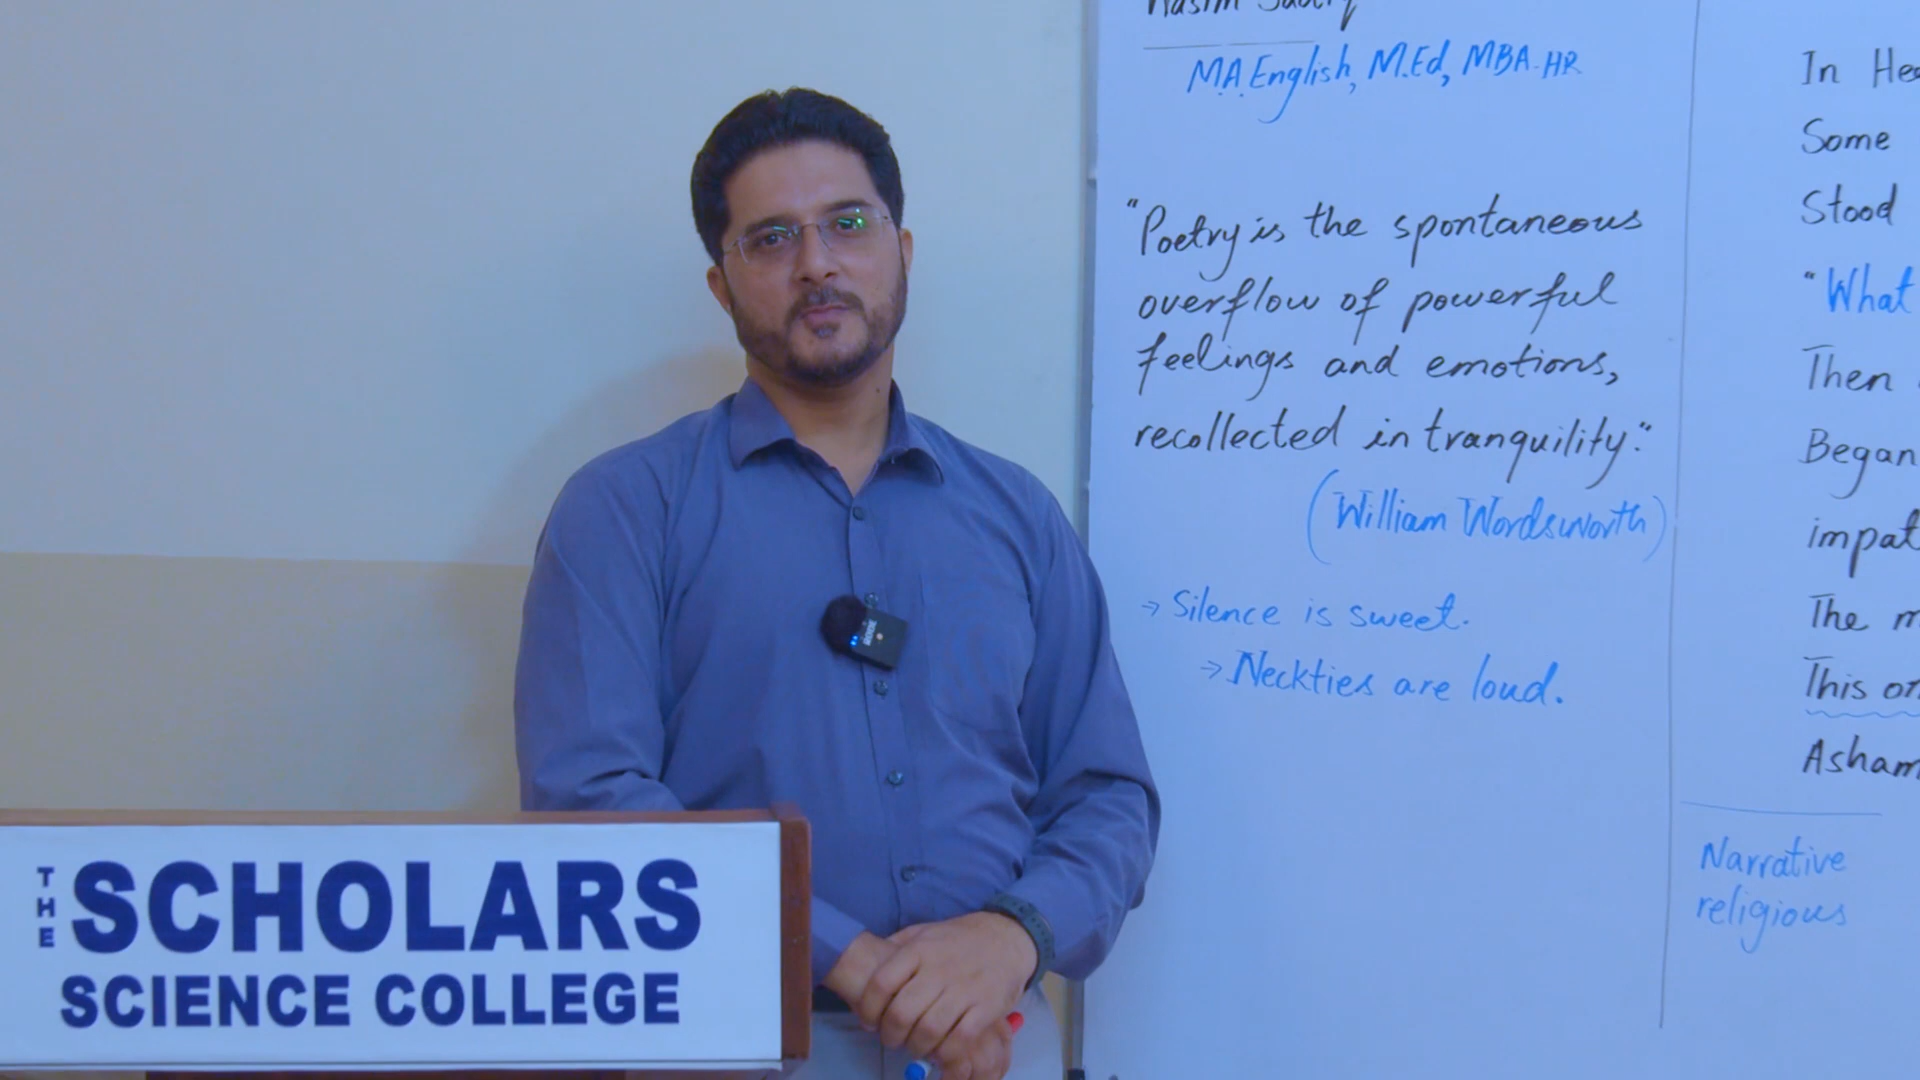 MA English, M.Ed, MBA-HR
"Poetry is the spontaneous
overflow of powerful
feelings and emotions,
recollected in tranquility."
(William Wordsworth)
→ Silence is sweet.
→ Neckties are loud.
In
Some
Stood
"What
Then
Began
The
This
Narrative
religious
THE
SCHOLARS
SCIENCE COLLEGE
RODE